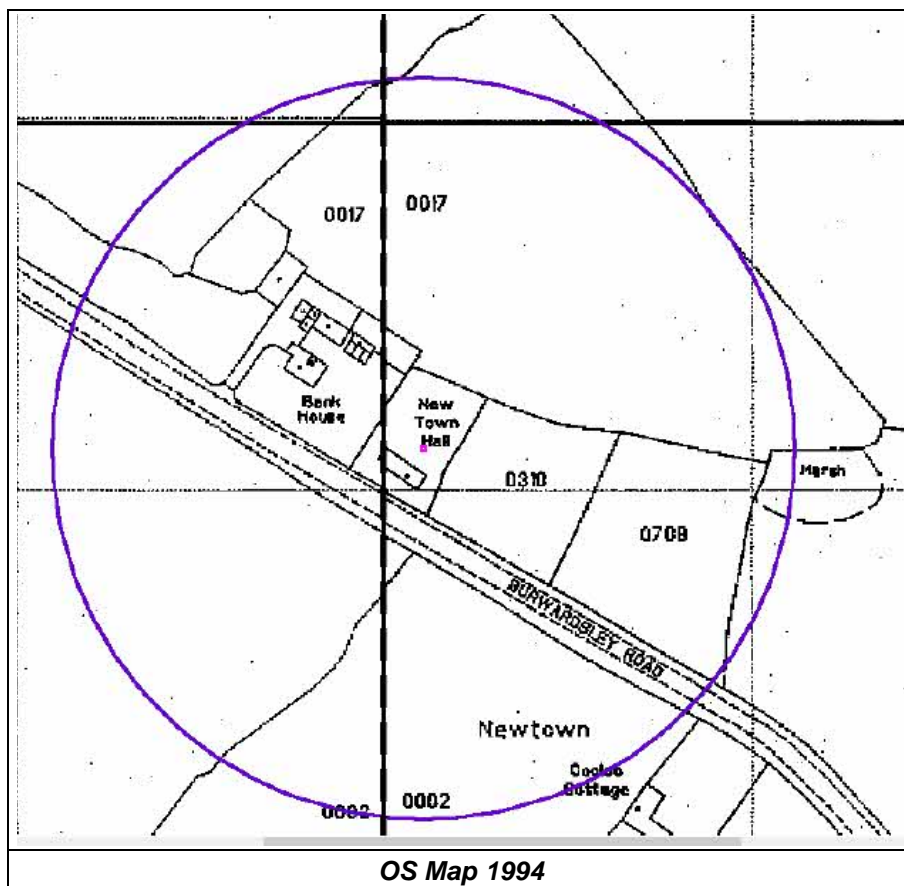 0017
0017
Bank
House
New
Town
Hall
0310
Marsh
0709
BURWARDSLEY ROAD
Newtown
Cottage
0002
0002
OS Map 1994